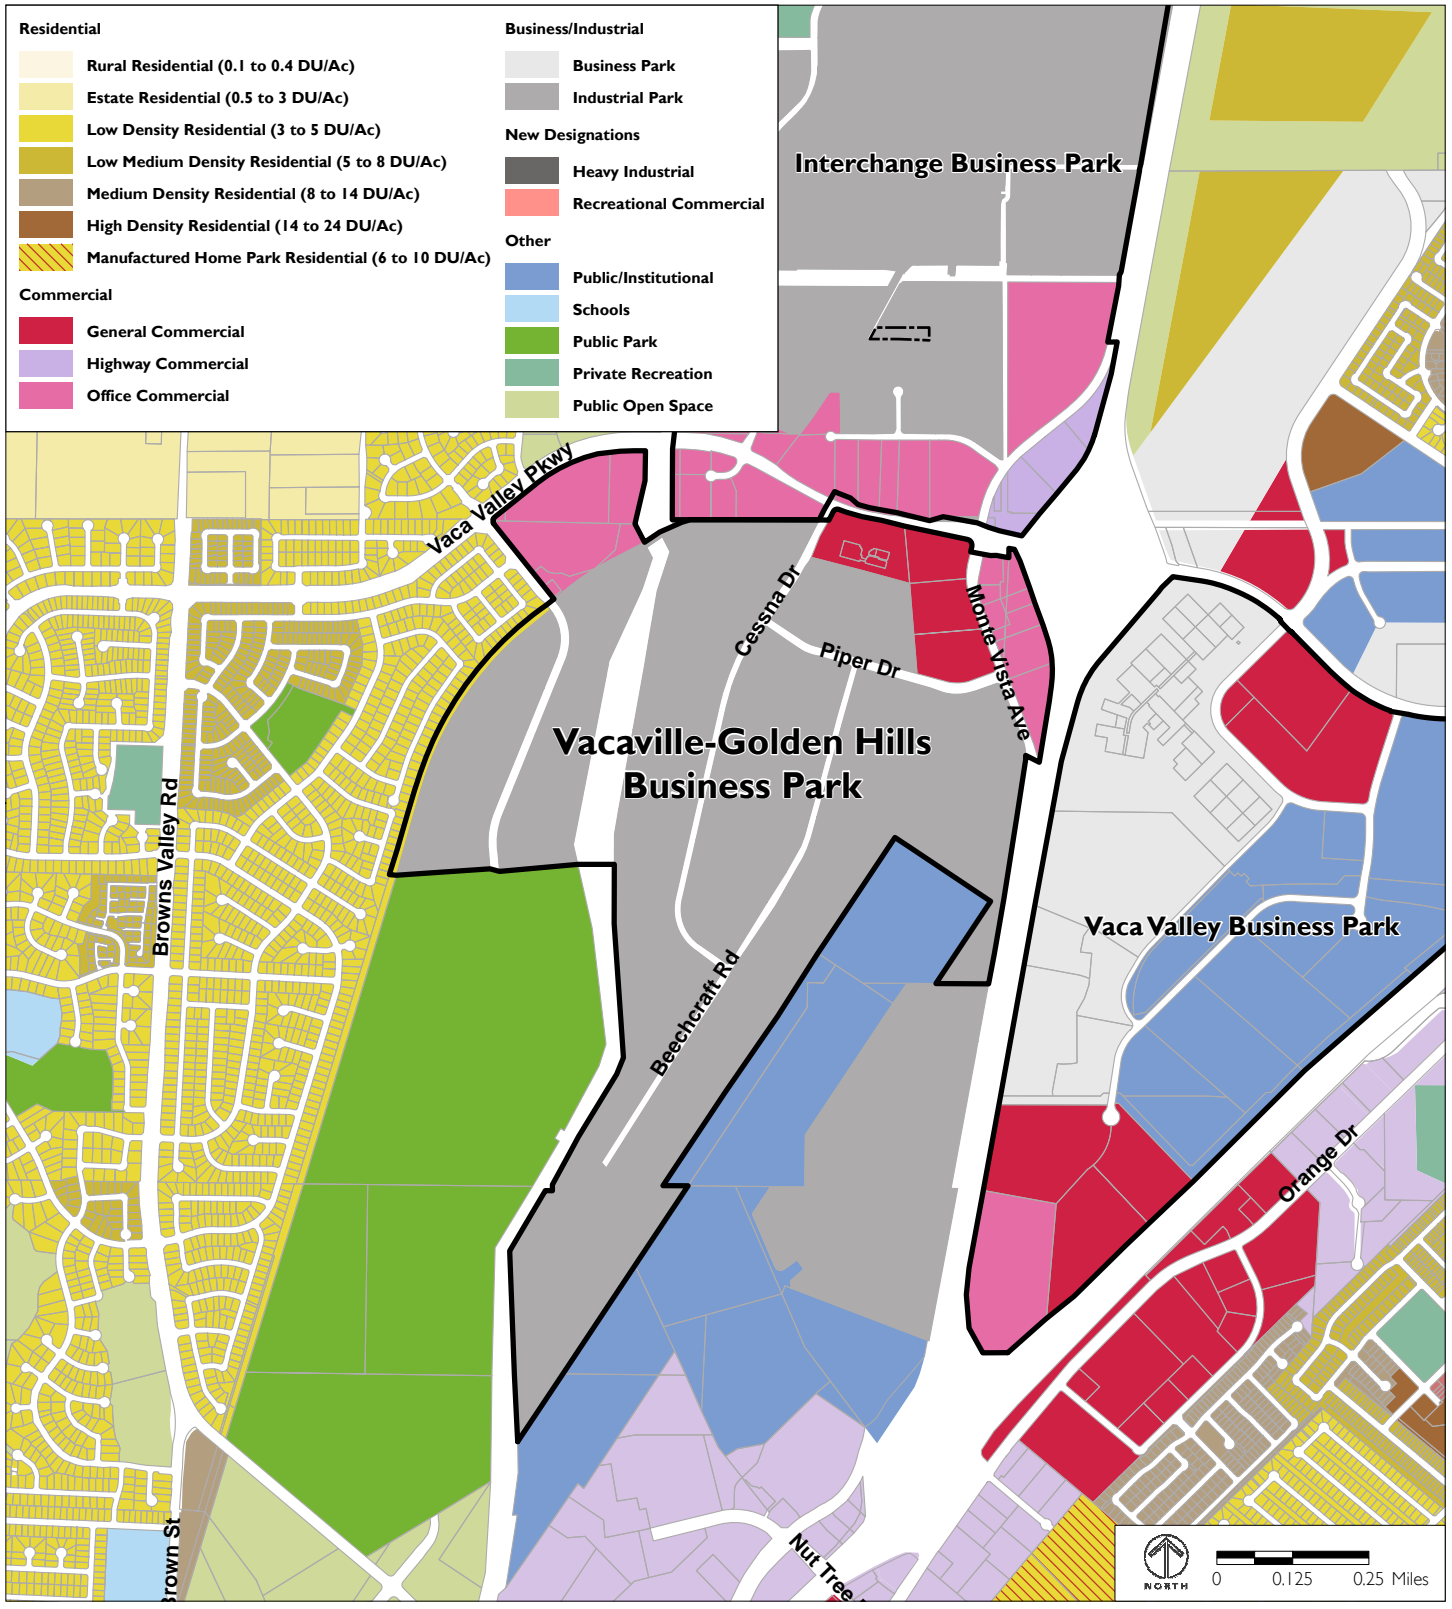 Residential
Rural Residential (0.1 to 0.4 DU/Ac)
Estate Residential (0.5 to 3 DU/Ac)
Low Density Residential (3 to 5 DU/Ac)
Low Medium Density Residential (5 to 8 DU/Ac)
Medium Density Residential (8 to 14 DU/Ac)
High Density Residential (14 to 24 DU/Ac)
Manufactured Home Park Residential (6 to 10 DU/Ac)
Commercial
General Commercial
Highway Commercial
Office Commercial
Business/Industrial
Business Park
Industrial Park
New Designations
Heavy Industrial
Recreational Commercial
Other
Public/Institutional
Schools
Public Park
Private Recreation
Public Open Space
Interchange Business Park
Vaca Valley Pkwy
Cessna Dr
Piper Dr
Monte Vista Ave
Vacaville-Golden Hills
Business Park
Browns Valley Rd
Vaca Valley Business Park
Beechcraft Rd
Orange Dr
Brown St
Nut Tree
NORTH
0 0.125 0.25 Miles